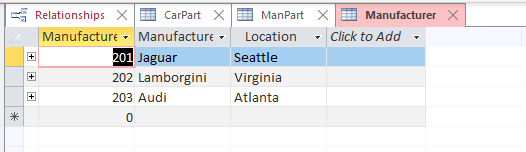 Relationships CarPart ManPart Manufacturer
Manufacture Manufacture Location Click to Add
201 Jaguar Seattle
202 Lamborgini Virginia
203 Audi Atlanta
0